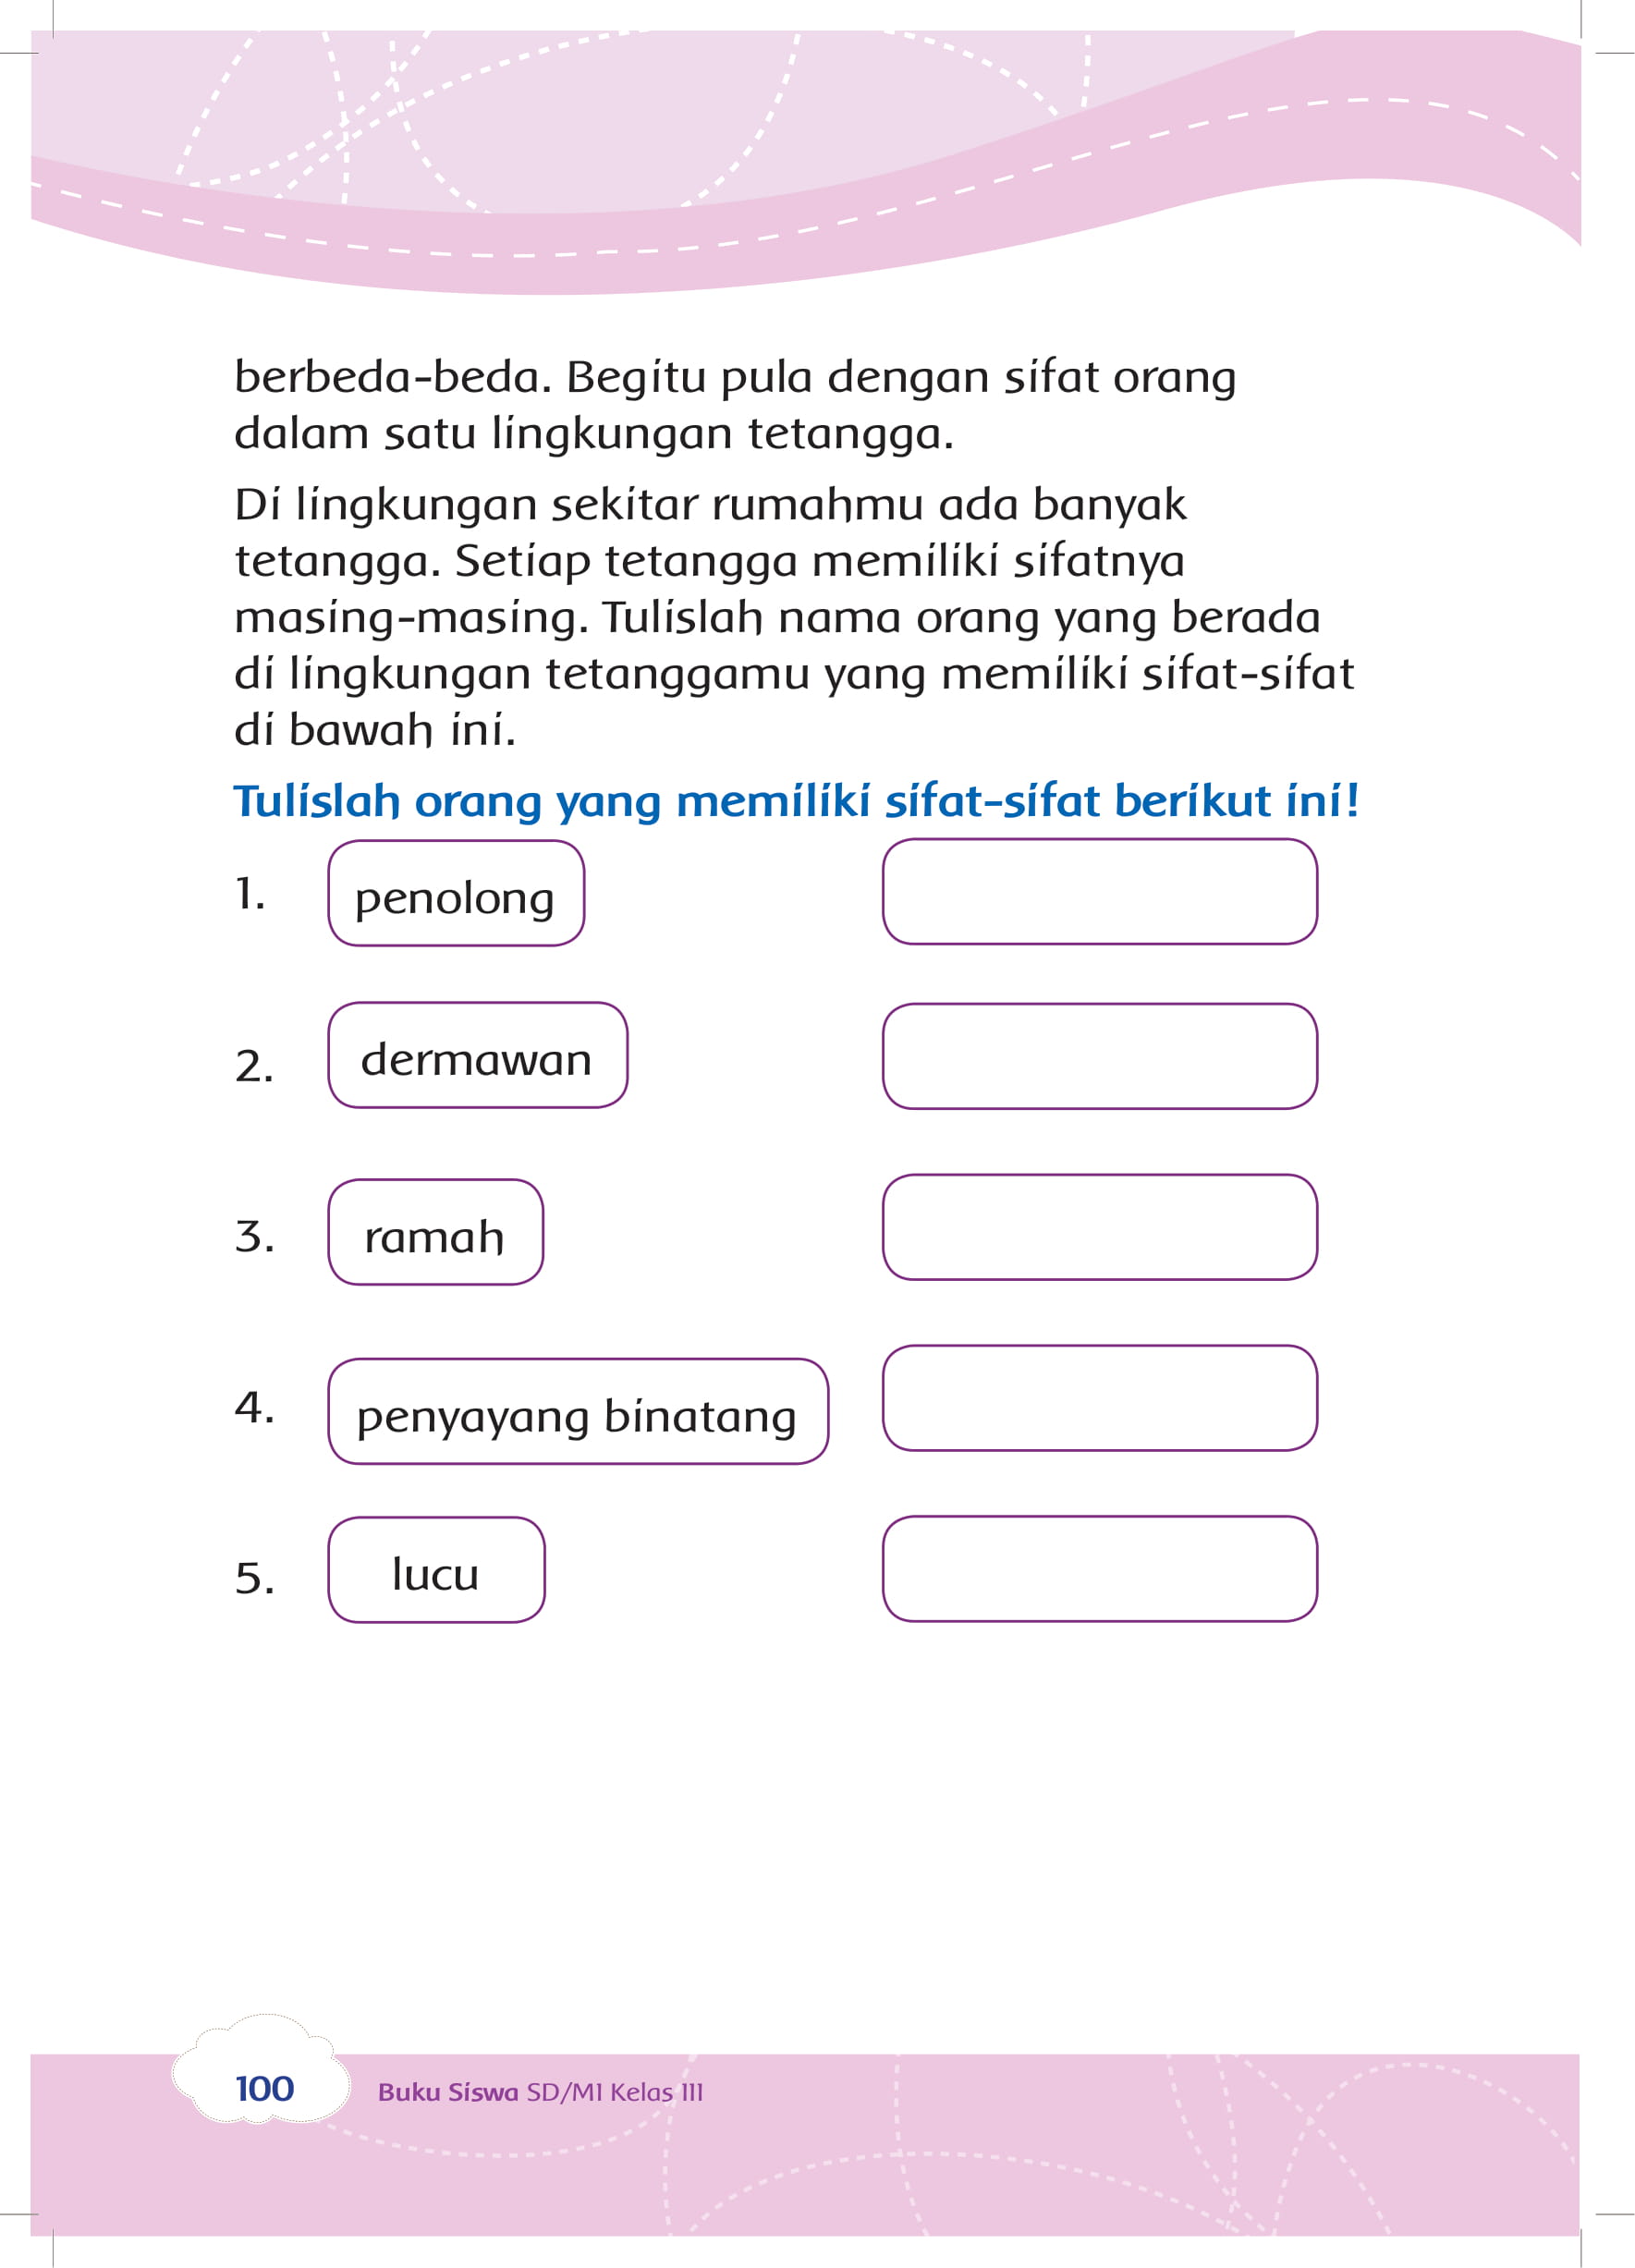 berbeda-beda. Begitu pula dengan sifat orang
dalam satu lingkungan tetangga.
Di lingkungan sekitar rumahmu ada banyak
tetangga. Setiap tetangga memiliki sifatnya
masing-masing. Tulislah nama orang yang berada
di lingkungan tetanggamu yang memiliki sifat-sifat
di bawah ini.
Tulislah orang yang memiliki sifat-sifat berikut ini!
1. penolong
2. dermawan
3. ramah
4. penyayang binatang
5. lucu
100 Buku Siswa SD/MI Kelas III